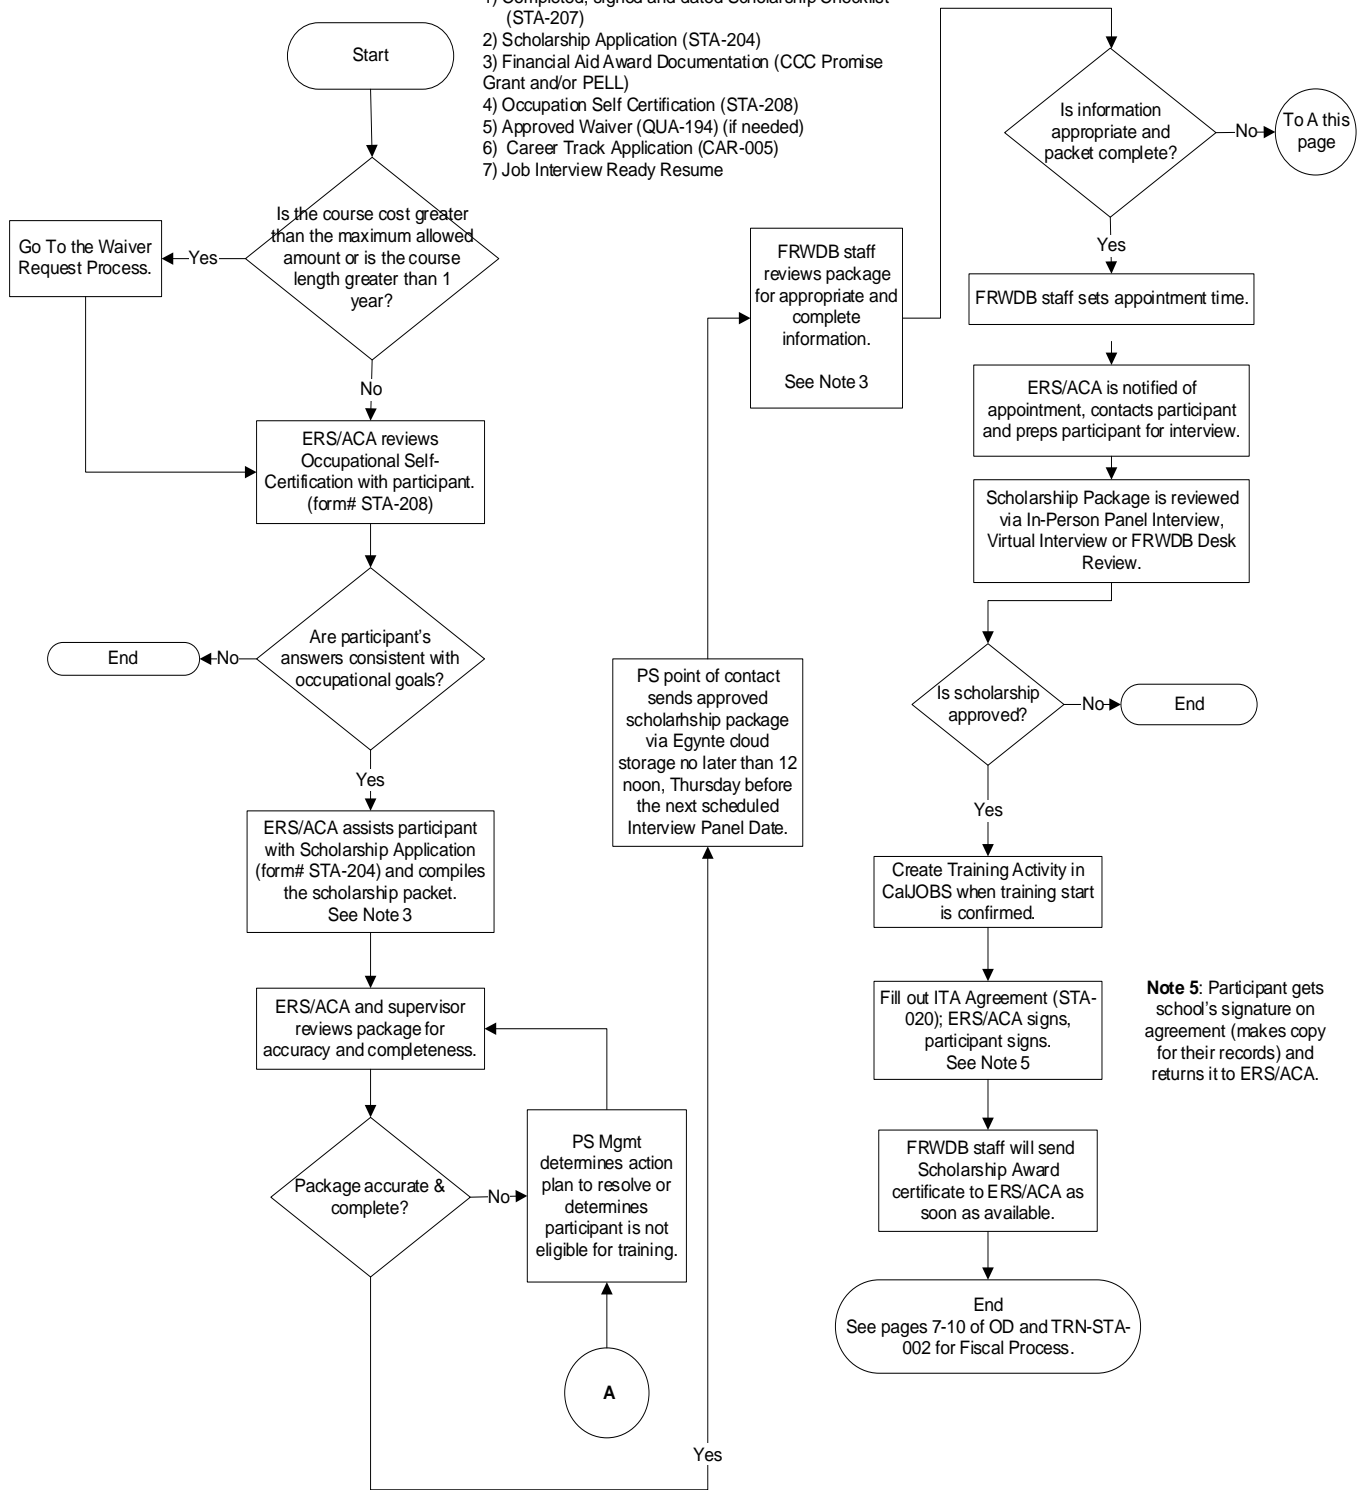 1) Completed, signed and dated Scholarship Checklist
(STA-207)
2) Scholarship Application (STA-204)
3) Financial Aid Award Documentation (CCC Promise
Grant and/or PELL)
4) Occupation Self Certification (STA-208)
5) Approved Waiver (QUA-194) (if needed)
6) Career Track Application (CAR-005)
7) Job Interview Ready Resume
Start
Is the course cost greater
than the maximum allowed
amount or is the course
length greater than 1
year?
Yes
Go To the Waiver
Request Process.
No
ERS/ACA reviews
Occupational Self-
Certification with participant.
(form# STA-208)
Are participant's
answers consistent with
occupational goals?
No
End
Yes
ERS/ACA assists participant
with Scholarship Application
(form# STA-204) and compiles
the scholarship packet.
See Note 3
ERS/ACA and supervisor
reviews package for
accuracy and completeness.
Package accurate &
complete?
No
PS Mgmt
determines action
plan to resolve or
determines
participant is not
eligible for training.
A
Yes
PS point of contact
sends approved
scholarhship package
via Egynte cloud
storage no later than 12
noon, Thursday before
the next scheduled
Interview Panel Date.
FRWDB staff
reviews package
for appropriate and
complete
information.
See Note 3
Is information
appropriate and
packet complete?
No
To A this
page
Yes
FRWDB staff sets appointment time.
ERS/ACA is notified of
appointment, contacts participant
and preps participant for interview.
Scholarshiip Package is reviewed
via In-Person Panel Interview,
Virtual Interview or FRWDB Desk
Review.
Is scholarship
approved?
No
End
Yes
Create Training Activity in
CalJOBS when training start
is confirmed.
Fill out ITA Agreement (STA-
020); ERS/ACA signs,
participant signs.
See Note 5
Note 5: Participant gets
school's signature on
agreement (makes copy
for their records) and
returns it to ERS/ACA.
FRWDB staff will send
Scholarship Award
certificate to ERS/ACA as
soon as available.
End
See pages 7-10 of OD and TRN-STA-
002 for Fiscal Process.